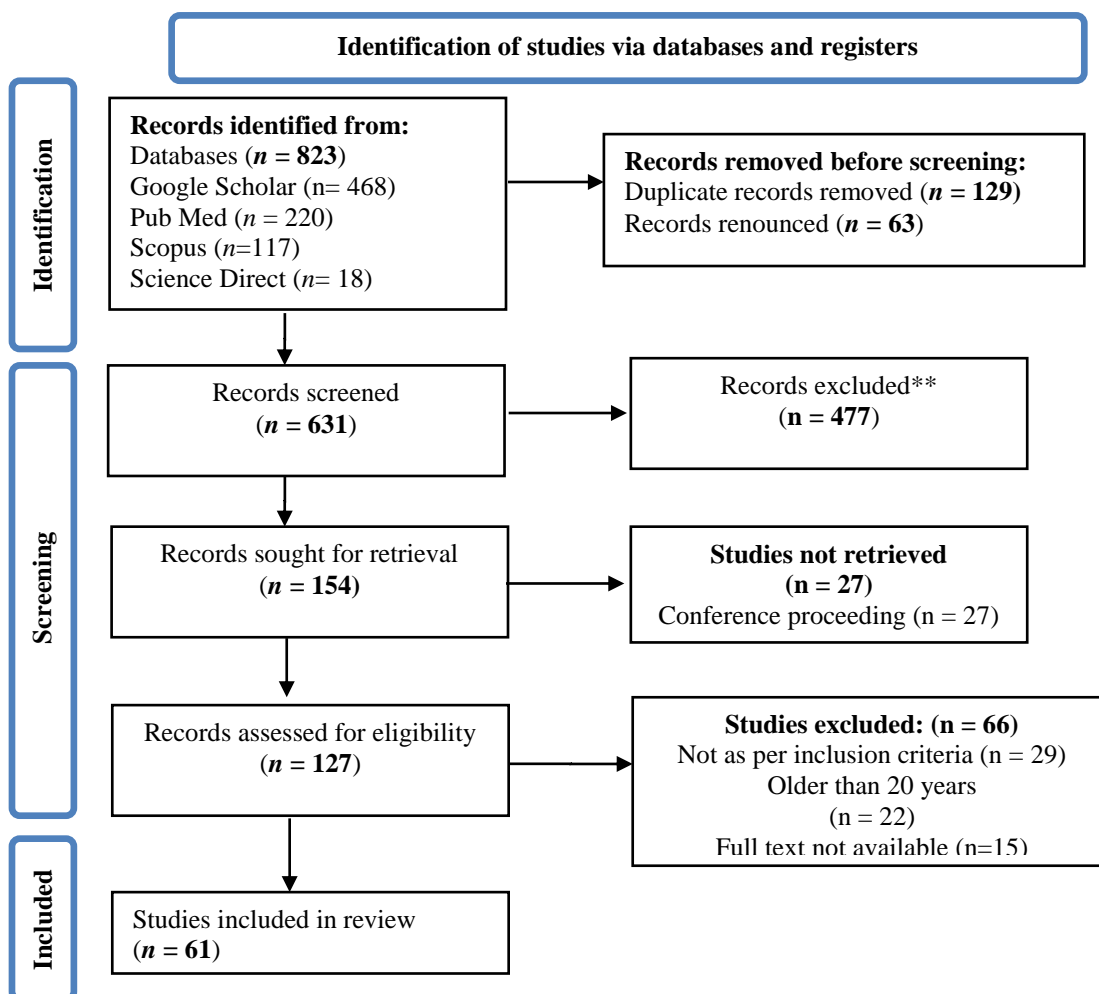 Identification of studies via databases and registers
Identification
Records identified from:
Databases (n = 823)
Google Scholar (n= 468)
Pub Med (n = 220)
Scopus (n=117)
Science Direct (n= 18)
Records removed before screening:
Duplicate records removed (n = 129)
Records renounced (n = 63)
Screening
Records screened
(n = 631)
Records excluded**
(n = 477)
Records sought for retrieval
(n = 154)
Studies not retrieved
(n = 27)
Conference proceeding (n = 27)
Records assessed for eligibility
(n = 127)
Studies excluded: (n = 66)
Not as per inclusion criteria (n = 29)
Older than 20 years
(n = 22)
Full text not available (n=15)
Included
Studies included in review
(n = 61)